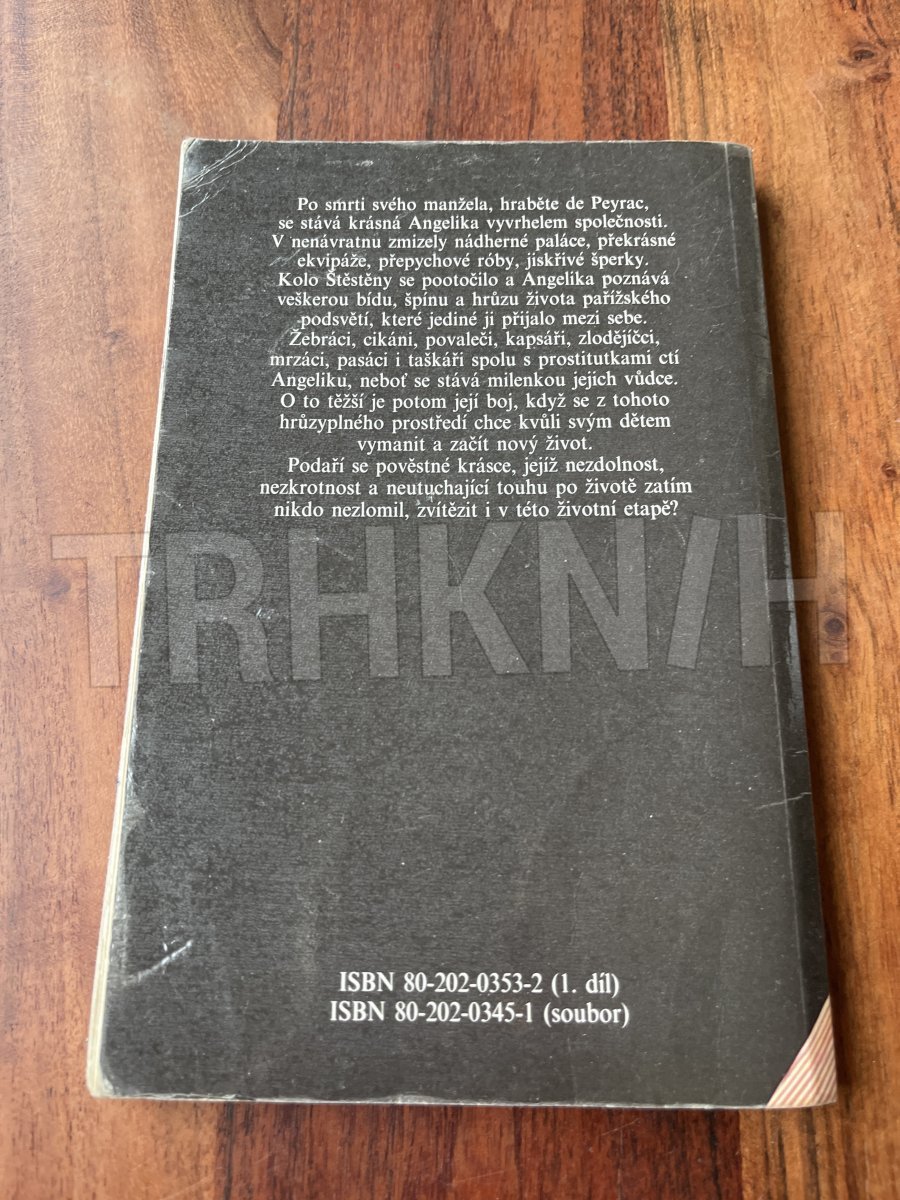 Po smrti svého manžela, hraběte de Peyrac,
se stává krásná Angelika vyvrhelem společnosti.
V nenávratnu zmizely nádherné paláce, překrásné
ekvipáže, přepychové róby, jiskřivé šperky.
Kolo Štěstěny se pootočilo a Angelika poznává
veškerou bídu, špínu a hrůzu života pařížského
podsvětí, které jediné ji přijalo mezi sebe.
Žebráci, cikáni, povaleči, kapsáři, zlodějíčci,
mrzáci, pasáci i taškáři spolu s prostitutkami ctí
Angeliku, neboť se stává milenkou jejich vůdce.
O to těžší je potom její boj, když se z tohoto
hrůzyplného prostředí chce kvůli svým dětem
vymanit a začít nový život.
Podaří se pověstné krásce, jejíž nezdolnost,
nezkrotnost a neutuchající touhu po životě zatím
nikdo nezlomil, zvítězit i v této životní etapě?
TRHKN/H
ISBN 80-202-0353-2 (1. díl)
ISBN 80-202-0345-1 (soubor)